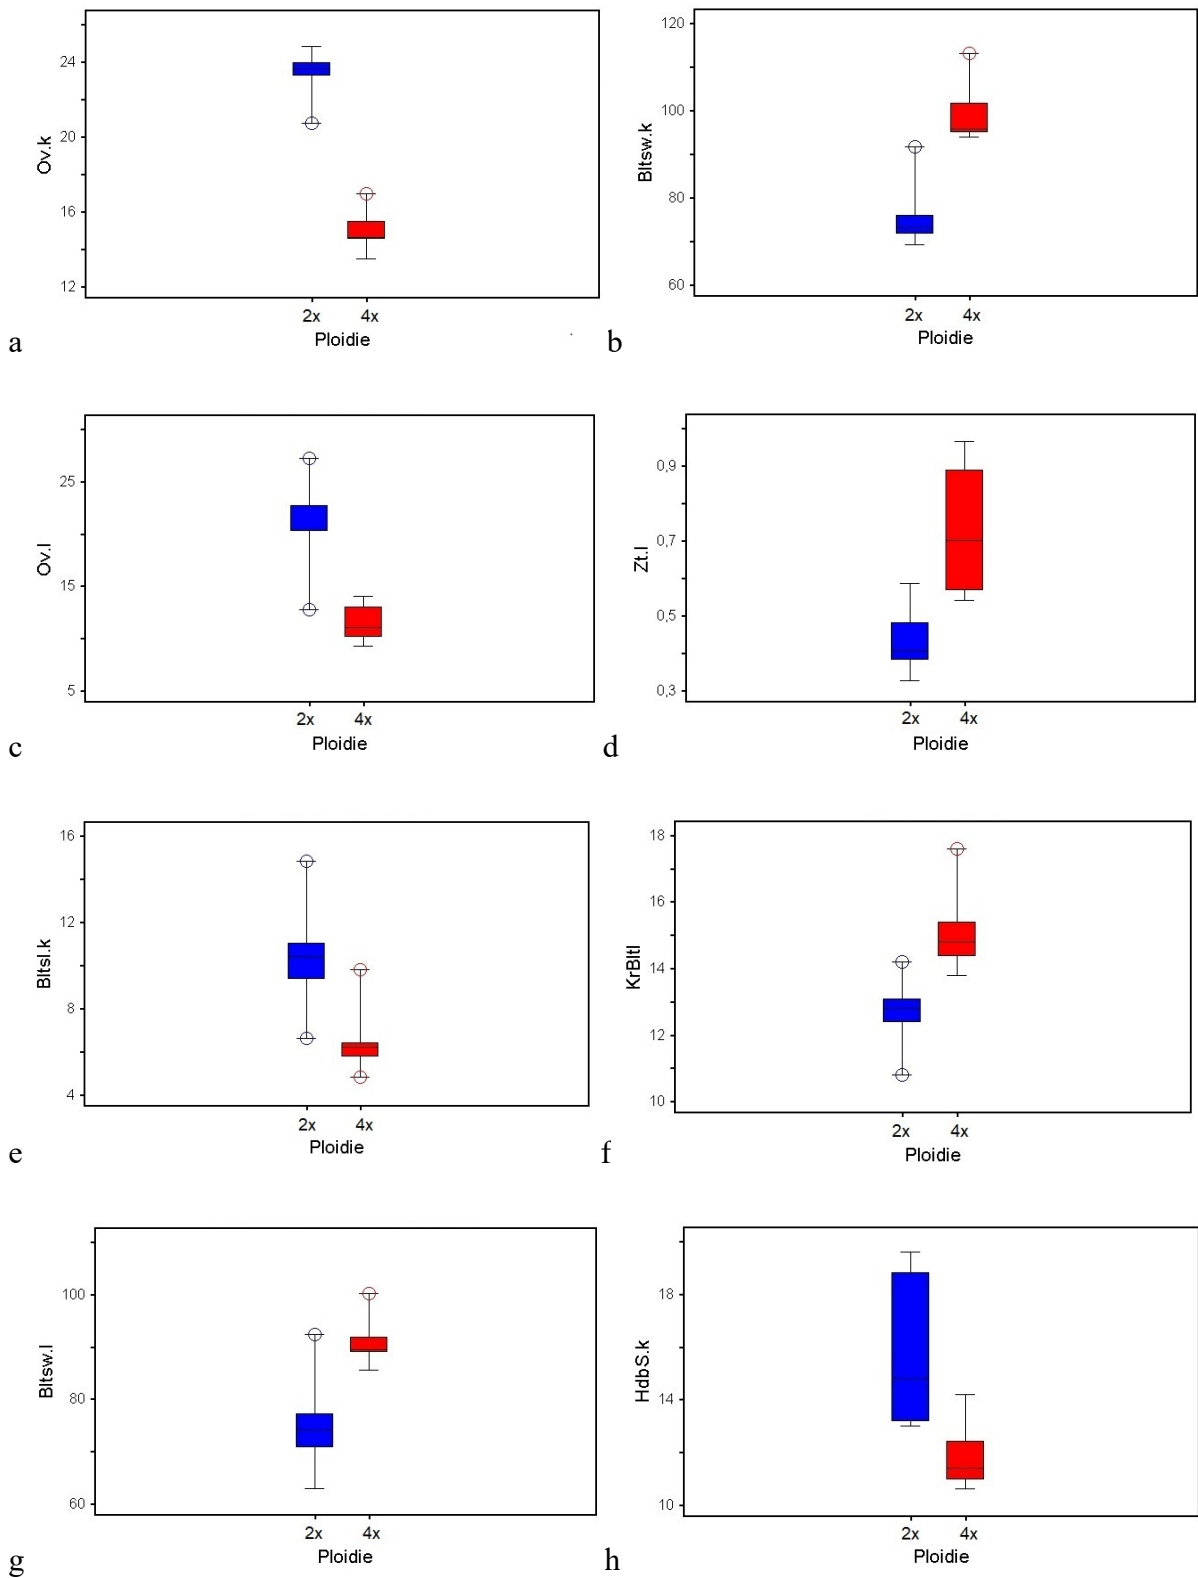 24
20
16
12
Ov.k
2x 4x
Ploidie
a
120
100
80
60
Bltsw.k
2x 4x
Ploidie
b
25
15
5
Ov.l
2x 4x
Ploidie
c
0,9
0,7
0,5
0,3
Zt.l
2x 4x
Ploidie
d
16
12
8
4
Bltsl.k
2x 4x
Ploidie
e
18
16
14
12
10
KrBltl
2x 4x
Ploidie
f
100
80
60
Bltsw.l
2x 4x
Ploidie
g
18
14
10
HdbS.k
2x 4x
Ploidie
h